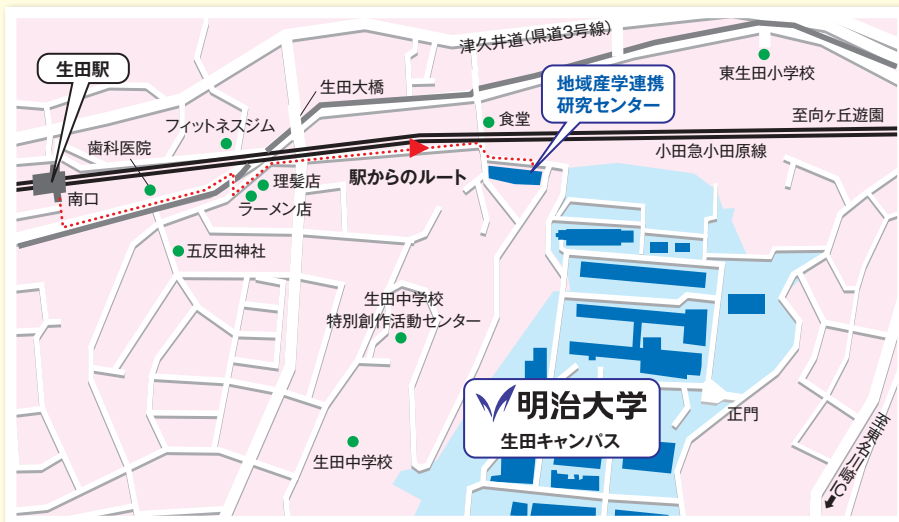 津久井道(県道3号線)
生田駅
生田大橋
地域産学連携
研究センター
東生田小学校
フィットネスジム
食堂
至向ヶ丘遊園
歯科医院
小田急小田原線
理髪店
駅からのルート
南口
ラーメン店
五反田神社
生田中学校
特別創作活動センター
明治大学
生田キャンパス
正門
至東名川崎IC
生田中学校